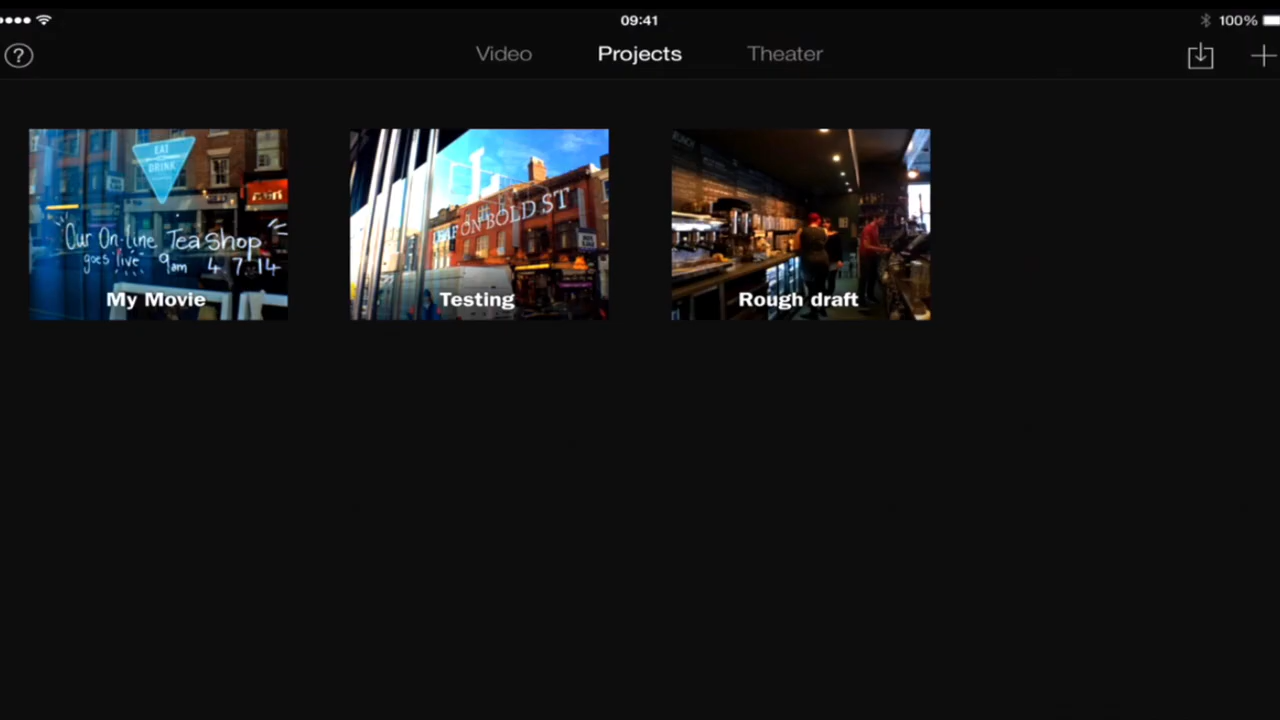 09:41
100%
?
Video
Projects
Theater
EAT
DRINK
Our On-line Tea Shop
goes 'live' 9am 4 7 14
My Movie
LEAF ON BOLD ST
Testing
Rough draft